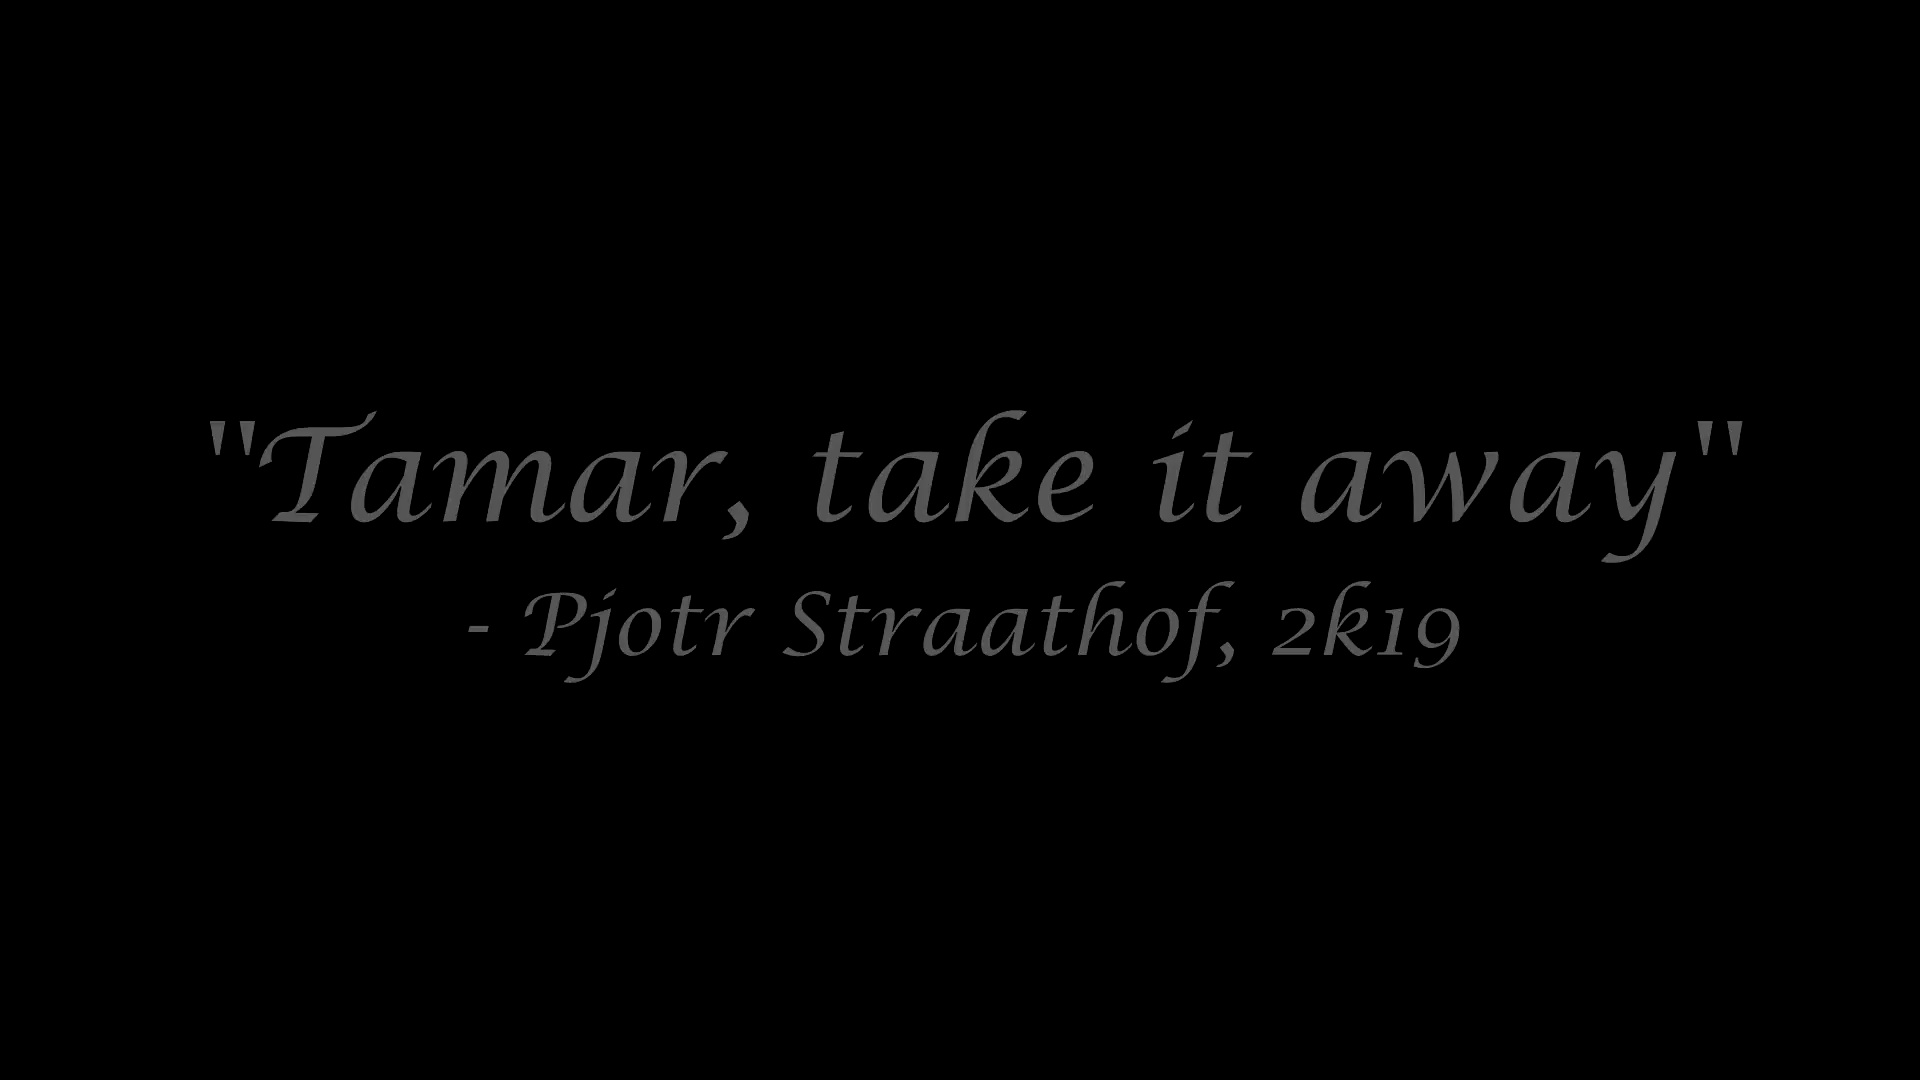 "Tamar, take it away"
- Pjotr Straathof, 2k19